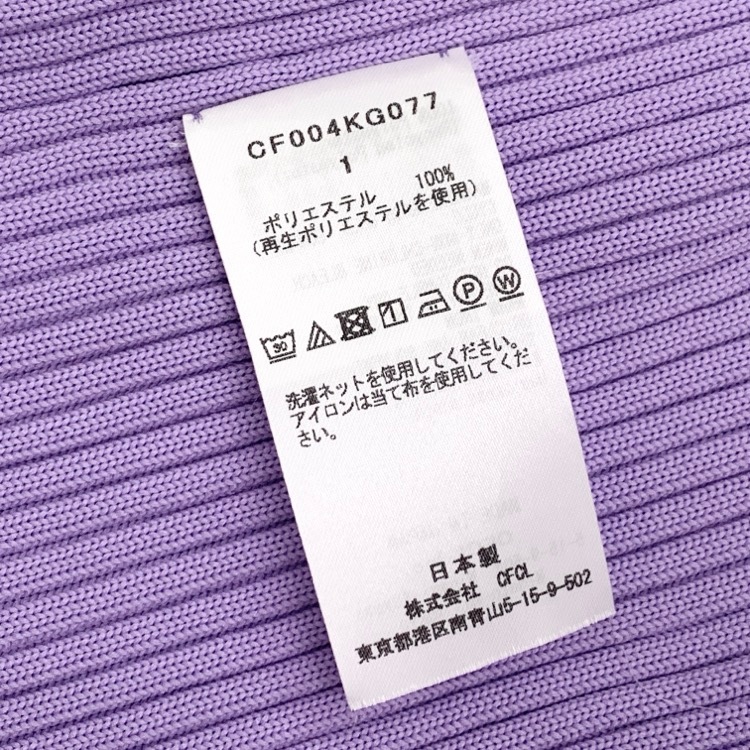 CF004KG077
1
ポリエステル 100%
(再生ポリエステルを使用)
30 P W
洗濯ネットを使用してください。
アイロンは当て布を使用してくだ
さい。
日本製
株式会社 CFCL
東京都港区南青山5-15-9-502